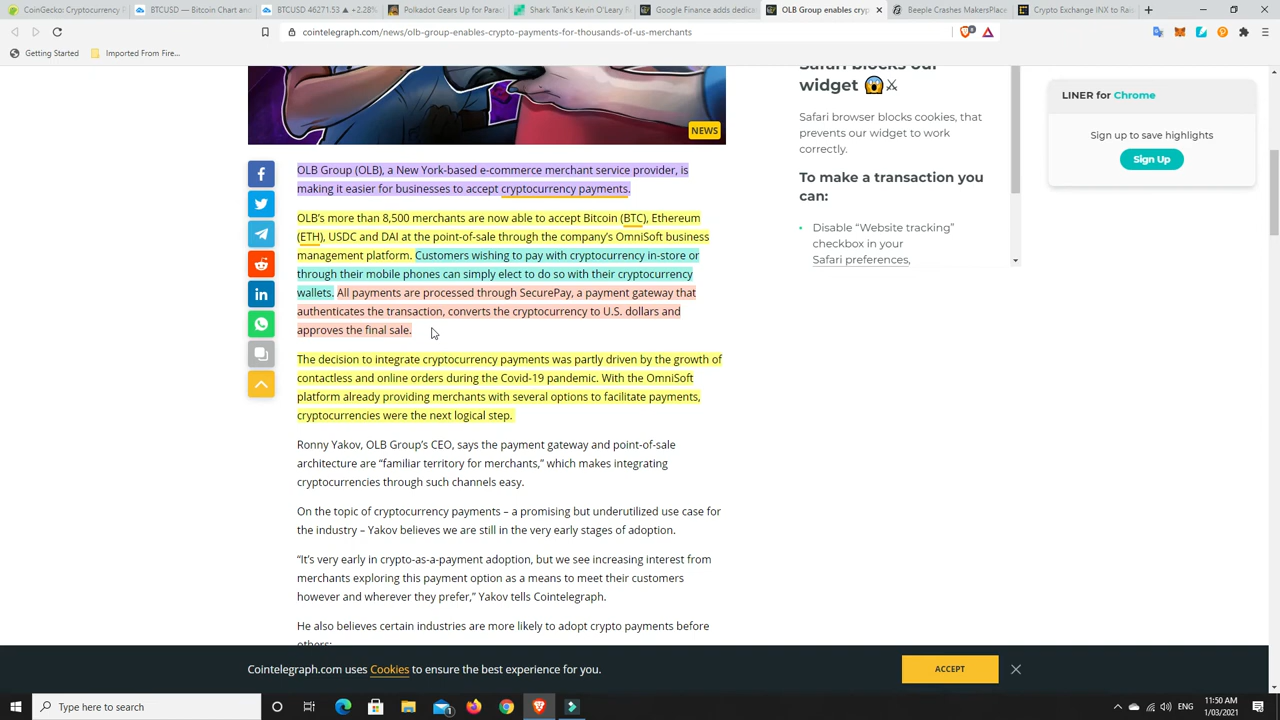 CoinGecko: Cryptocurrency P
BTCUSD — Bitcoin Chart and
BTCUSD 46271.53 ▲ +2.28%
Polkadot Gears Up for Parach
Shark Tank's Kevin O'Leary R
Google Finance adds dedica
OLB Group enables cryp
Beeple Crashes MakersPlace
Crypto Exchange INX to Rai
cointelegraph.com/news/olb-group-enables-crypto-payments-for-thousands-of-us-merchants
Getting Started
Imported From Fire...
NEWS
OLB Group (OLB), a New York-based e-commerce merchant service provider, is
making it easier for businesses to accept cryptocurrency payments.
OLB's more than 8,500 merchants are now able to accept Bitcoin (BTC), Ethereum
(ETH), USDC and DAI at the point-of-sale through the company's OmniSoft business
management platform. Customers wishing to pay with cryptocurrency in-store or
through their mobile phones can simply elect to do so with their cryptocurrency
wallets. All payments are processed through SecurePay, a payment gateway that
authenticates the transaction, converts the cryptocurrency to U.S. dollars and
approves the final sale.
The decision to integrate cryptocurrency payments was partly driven by the growth of
contactless and online orders during the Covid-19 pandemic. With the OmniSoft
platform already providing merchants with several options to facilitate payments,
cryptocurrencies were the next logical step.
Ronny Yakov, OLB Group's CEO, says the payment gateway and point-of-sale
architecture are “familiar territory for merchants,” which makes integrating
cryptocurrencies through such channels easy.
On the topic of cryptocurrency payments – a promising but underutilized use case for
the industry – Yakov believes we are still in the very early stages of adoption.
“It's very early in crypto-as-a-payment adoption, but we see increasing interest from
merchants exploring this payment option as a means to meet their customers
however and wherever they prefer,” Yakov tells Cointelegraph.
He also believes certain industries are more likely to adopt crypto payments before
others:
Safari blocks our
widget 😱⚔
Safari browser blocks cookies, that
prevents our widget to work
correctly.
To make a transaction you
can:
Disable “Website tracking”
checkbox in your
Safari preferences,
LINER for Chrome
Sign up to save highlights
Sign Up
Cointelegraph.com uses Cookies to ensure the best experience for you.
ACCEPT
Type here to search
ENG
11:50 AM
1/03/2021